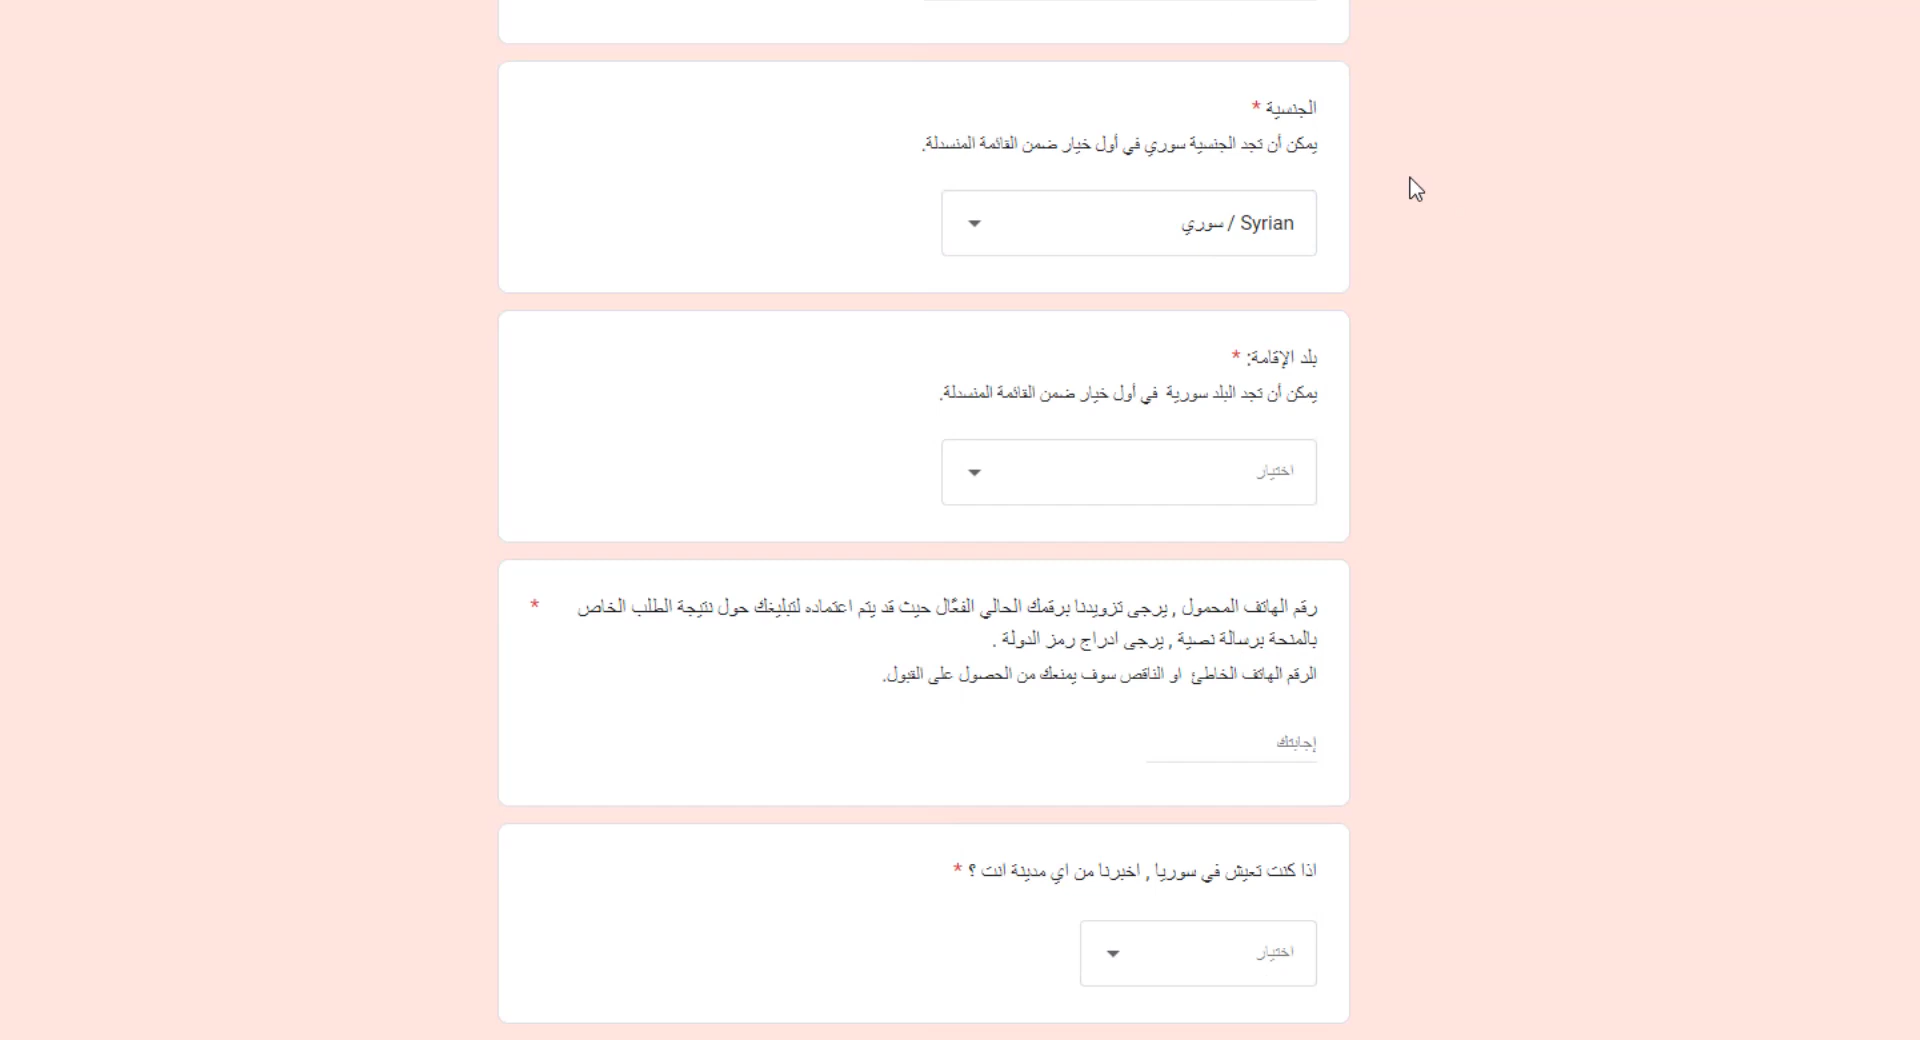 الجنسية *
يمكن أن تجد الجنسية سوري في أول خيار ضمن القائمة المنسدلة.
Syrian / سوري
بلد الإقامة: *
يمكن أن تجد البلد سورية في أول خيار ضمن القائمة المنسدلة.
اختيار
رقم الهاتف المحمول , يرجى تزويدنا برقمك الحالي الفعّال حيث قد يتم اعتماده لتبليغك حول نتيجة الطلب الخاص *
بالمنحة برسالة نصية , يرجى ادراج رمز الدولة .
الرقم الهاتف الخاطئ او الناقص سوف يمنعك من الحصول على القبول.
إجابتك
اذا كنت تعيش في سوريا , اخبرنا من اي مدينة انت ؟ *
اختيار